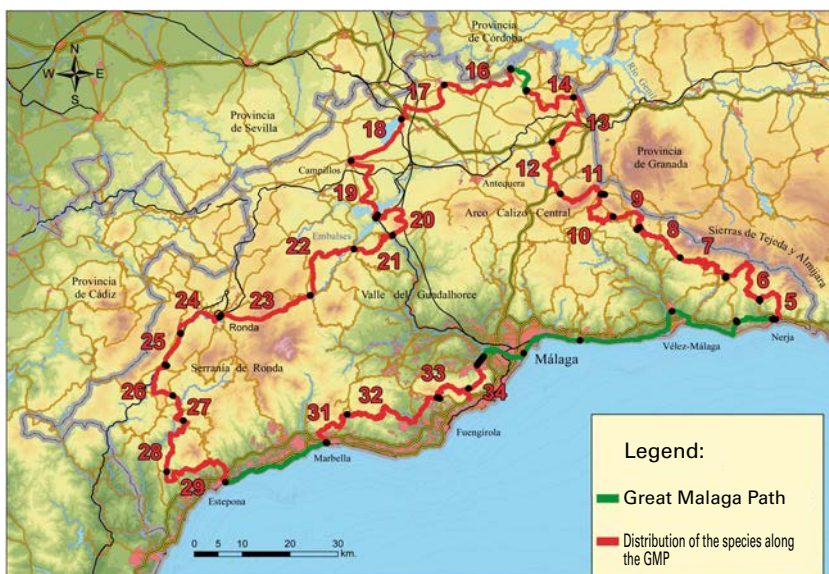 Provincia
de Córdoba
N
W E
S
Río Genil
16
17
14
Provincia
de Sevilla
18
13
Provincia
de Granada
12
Campillos
Antequera
11
19
9
Arco Calizo Central
20
10
8
Sierras de Tejeda y Almijara
Embalses
22
21
7
Provincia
de Cádiz
6
24
23
Valle del Guadalhorce
5
Ronda
25
Málaga
Vélez-Málaga
Nerja
Serranía de Ronda
33
26
32
34
27
31
Fuengirola
28
Marbella
29
Estepona
0 5 10 20 30
km.
Legend:
Great Malaga Path
Distribution of the species along
the GMP